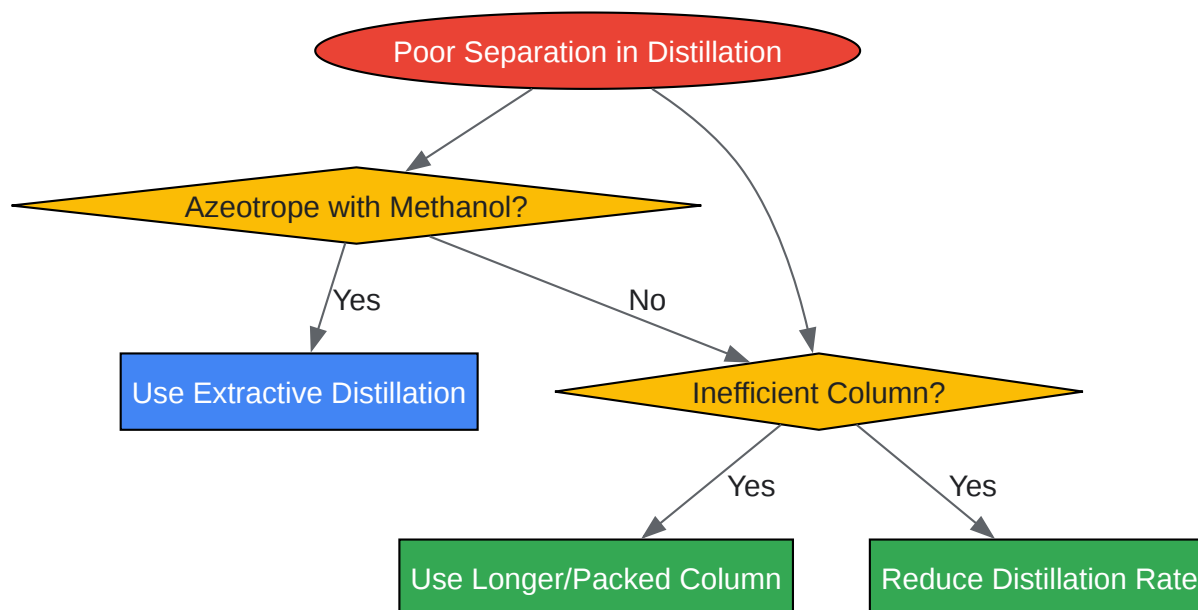 Poor Separation in Distillation
Azeotrope with Methanol?
Yes
No
Use Extractive Distillation
Inefficient Column?
Yes
Yes
Use Longer/Packed Column
Reduce Distillation Rate